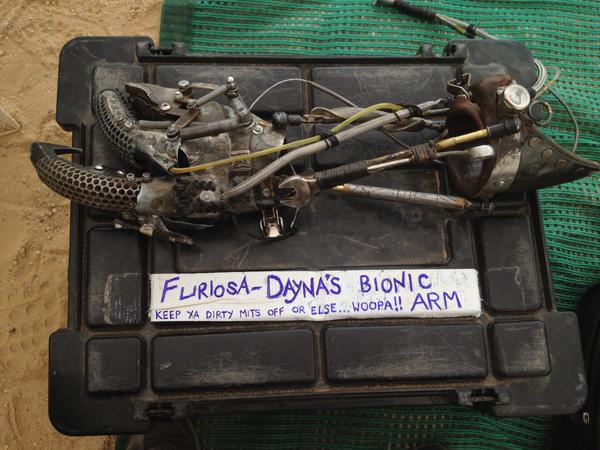 FURIOSA-DAYNA'S BIONIC ARM
KEEP YA DIRTY MITS OFF OR ELSE...WOOPA!!